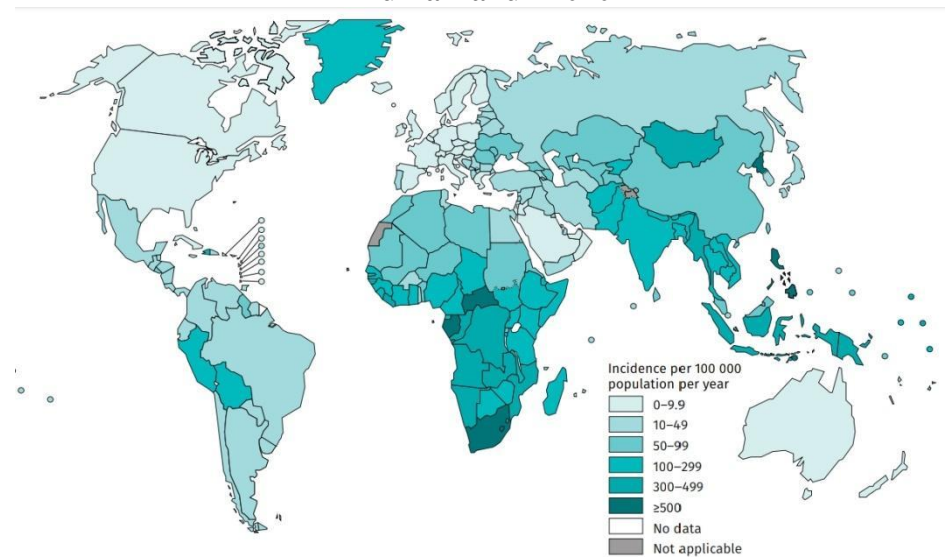 Incidence per 100 000
population per year
0–9.9
10–49
50–99
100–299
300–499
≥500
No data
Not applicable